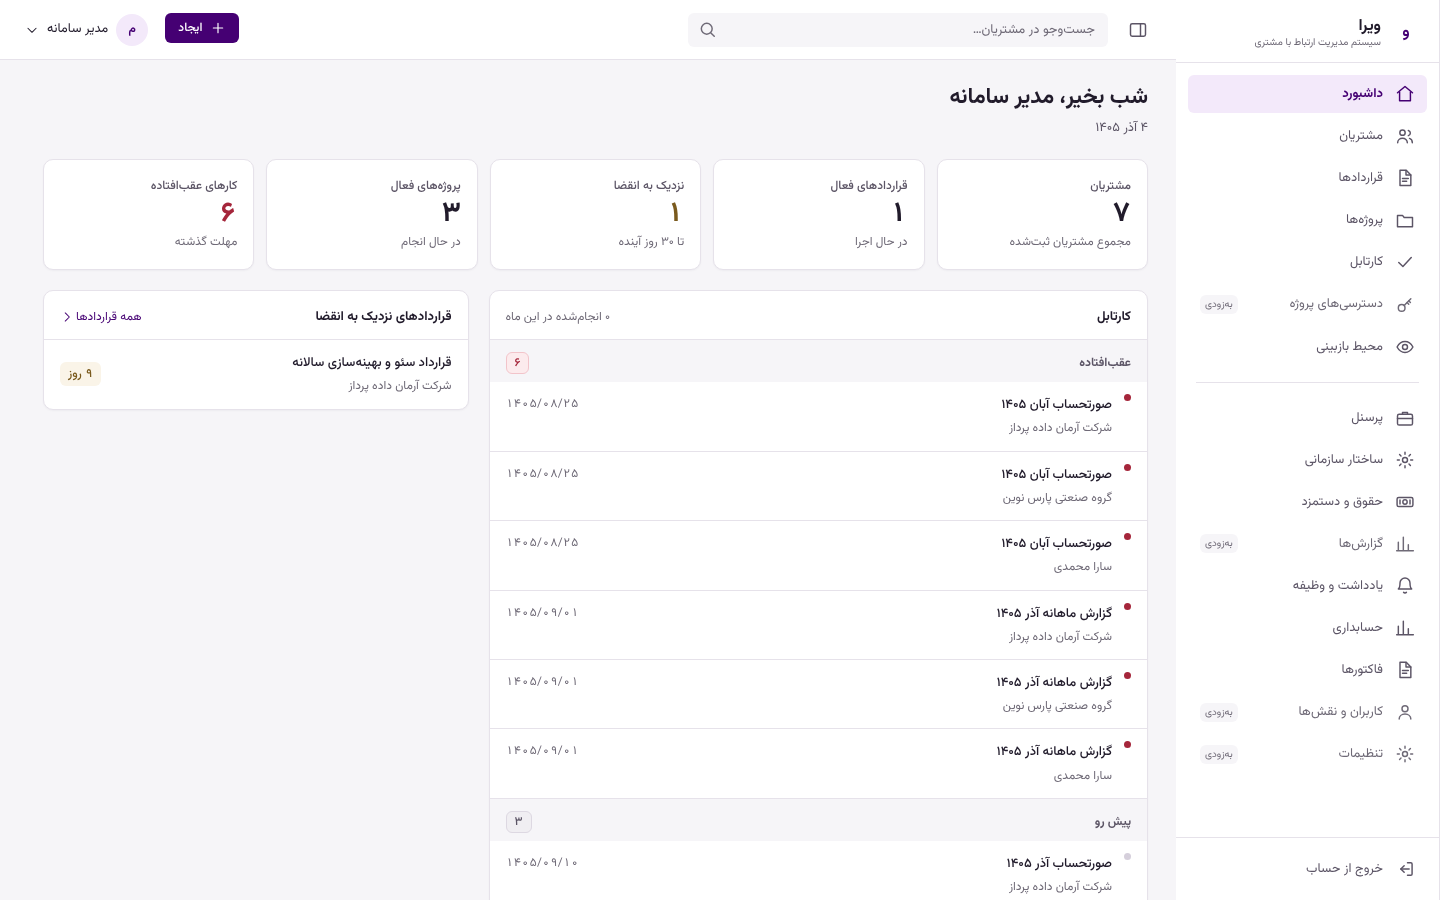 و
ویرا
سیستم مدیریت ارتباط با مشتری
داشبورد
مشتریان
قراردادها
پروژه‌ها
کارتابل
دسترسی‌های پروژه
به‌زودی
محیط بازبینی
پرسنل
ساختار سازمانی
حقوق و دستمزد
گزارش‌ها
به‌زودی
یادداشت و وظیفه
حسابداری
فاکتورها
کاربران و نقش‌ها
به‌زودی
تنظیمات
به‌زودی
خروج از حساب
جست‌وجو در مشتریان…
ایجاد
م
مدیر سامانه
شب بخیر، مدیر سامانه
۴ آذر ۱۴۰۵
مشتریان
۷
مجموع مشتریان ثبت‌شده
قراردادهای فعال
۱
در حال اجرا
نزدیک به انقضا
۱
تا ۳۰ روز آینده
پروژه‌های فعال
۳
در حال انجام
کارهای عقب‌افتاده
۶
مهلت گذشته
کارتابل
۰ انجام‌شده در این ماه
عقب‌افتاده
۶
صورتحساب آبان ۱۴۰۵
۱۴۰۵/۰۸/۲۵
شرکت آرمان داده پرداز
صورتحساب آبان ۱۴۰۵
۱۴۰۵/۰۸/۲۵
گروه صنعتی پارس نوین
صورتحساب آبان ۱۴۰۵
۱۴۰۵/۰۸/۲۵
سارا محمدی
گزارش ماهانه آذر ۱۴۰۵
۱۴۰۵/۰۹/۰۱
شرکت آرمان داده پرداز
گزارش ماهانه آذر ۱۴۰۵
۱۴۰۵/۰۹/۰۱
گروه صنعتی پارس نوین
گزارش ماهانه آذر ۱۴۰۵
۱۴۰۵/۰۹/۰۱
سارا محمدی
پیش رو
۳
صورتحساب آذر ۱۴۰۵
۱۴۰۵/۰۹/۱۰
شرکت آرمان داده پرداز
قراردادهای نزدیک به انقضا
همه قراردادها
قرارداد سئو و بهینه‌سازی سالانه
۹ روز
شرکت آرمان داده پرداز